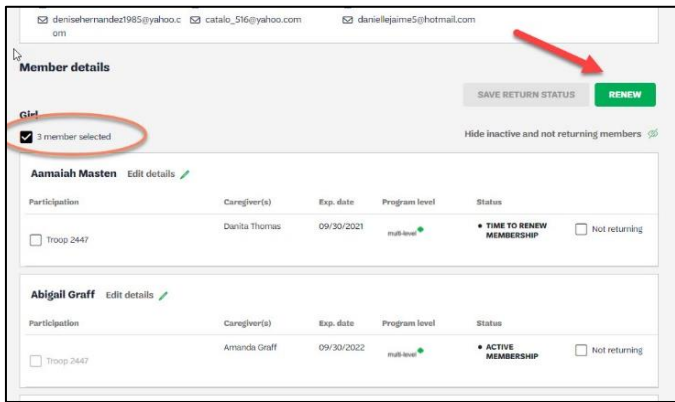 denisehernandez1985@yahoo.c catalo_516@yahoo.com daniellejaime5@hotmail.com
om
Member details
SAVE RETURN STATUS RENEW
Girl
3 member selected Hide inactive and not returning members
Aamaiah Masten Edit details
Participation Caregiver(s) Exp. date Program level Status
Troop 2447 Danita Thomas 09/30/2021 multi-level • TIME TO RENEW Not returning
MEMBERSHIP
Abigail Graff Edit details
Participation Caregiver(s) Exp. date Program level Status
Troop 2447 Amanda Graff 09/30/2022 multi-level • ACTIVE Not returning
MEMBERSHIP